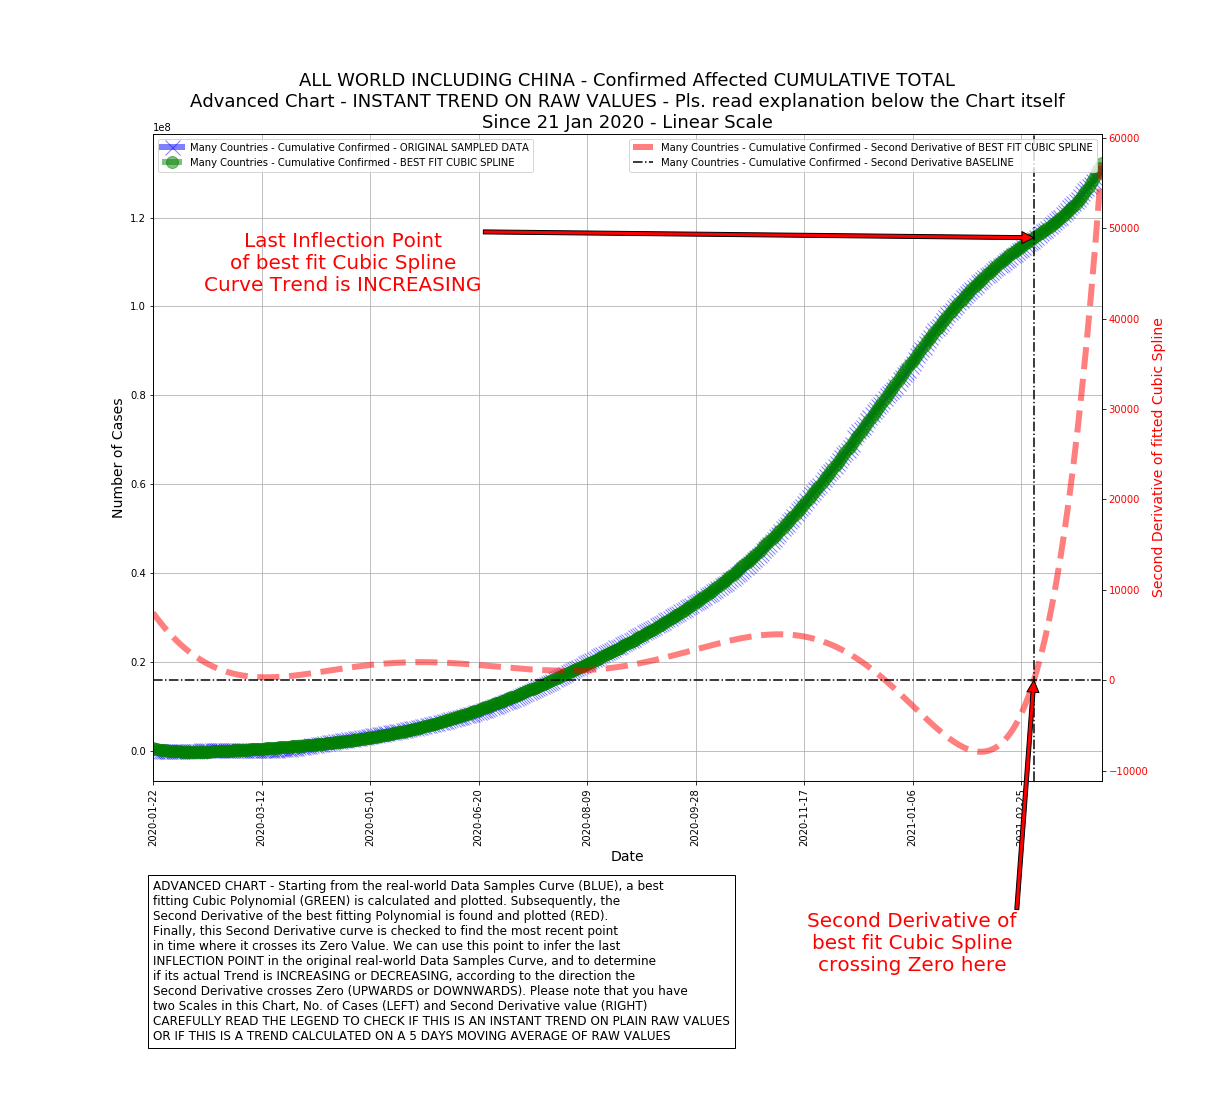 ALL WORLD INCLUDING CHINA - Confirmed Affected CUMULATIVE TOTAL
Advanced Chart - INSTANT TREND ON RAW VALUES - Pls. read explanation below the Chart itself
Since 21 Jan 2020 - Linear Scale
1e8
Many Countries - Cumulative Confirmed - ORIGINAL SAMPLED DATA
Many Countries - Cumulative Confirmed - BEST FIT CUBIC SPLINE
Many Countries - Cumulative Confirmed - Second Derivative of BEST FIT CUBIC SPLINE
Many Countries - Cumulative Confirmed - Second Derivative BASELINE
Last Inflection Point
of best fit Cubic Spline
Curve Trend is INCREASING
Number of Cases
1.2
1.0
0.8
0.6
0.4
0.2
0.0
60000
50000
40000
30000
20000
10000
0
−10000
Second Derivative of fitted Cubic Spline
2020-01-22
2020-03-12
2020-05-01
2020-06-20
2020-08-09
2020-09-28
2020-11-17
2021-01-06
2021-02-25
Date
ADVANCED CHART - Starting from the real-world Data Samples Curve (BLUE), a best
fitting Cubic Polynomial (GREEN) is calculated and plotted. Subsequently, the
Second Derivative of the best fitting Polynomial is found and plotted (RED).
Finally, this Second Derivative curve is checked to find the most recent point
in time where it crosses its Zero Value. We can use this point to infer the last
INFLECTION POINT in the original real-world Data Samples Curve, and to determine
if its actual Trend is INCREASING or DECREASING, according to the direction the
Second Derivative crosses Zero (UPWARDS or DOWNWARDS). Please note that you have
two Scales in this Chart, No. of Cases (LEFT) and Second Derivative value (RIGHT)
CAREFULLY READ THE LEGEND TO CHECK IF THIS IS AN INSTANT TREND ON PLAIN RAW VALUES
OR IF THIS IS A TREND CALCULATED ON A 5 DAYS MOVING AVERAGE OF RAW VALUES
Second Derivative of
best fit Cubic Spline
crossing Zero here